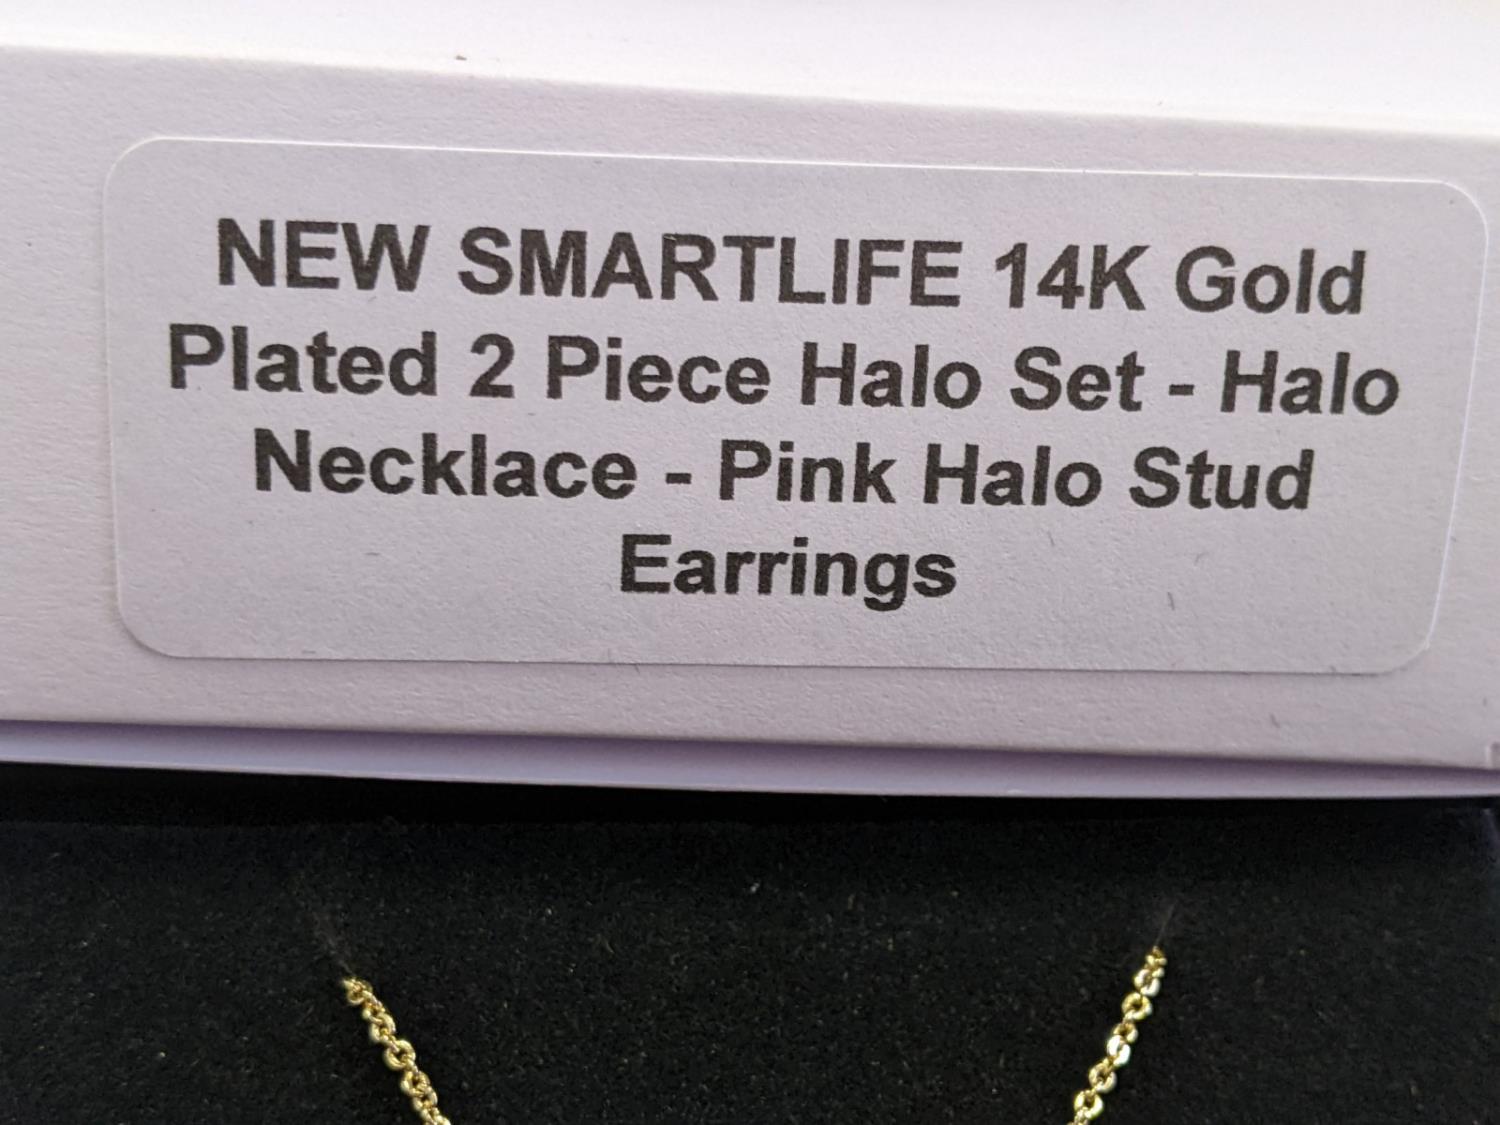 NEW SMARTLIFE 14K Gold
Plated 2 Piece Halo Set - Halo
Necklace - Pink Halo Stud
Earrings